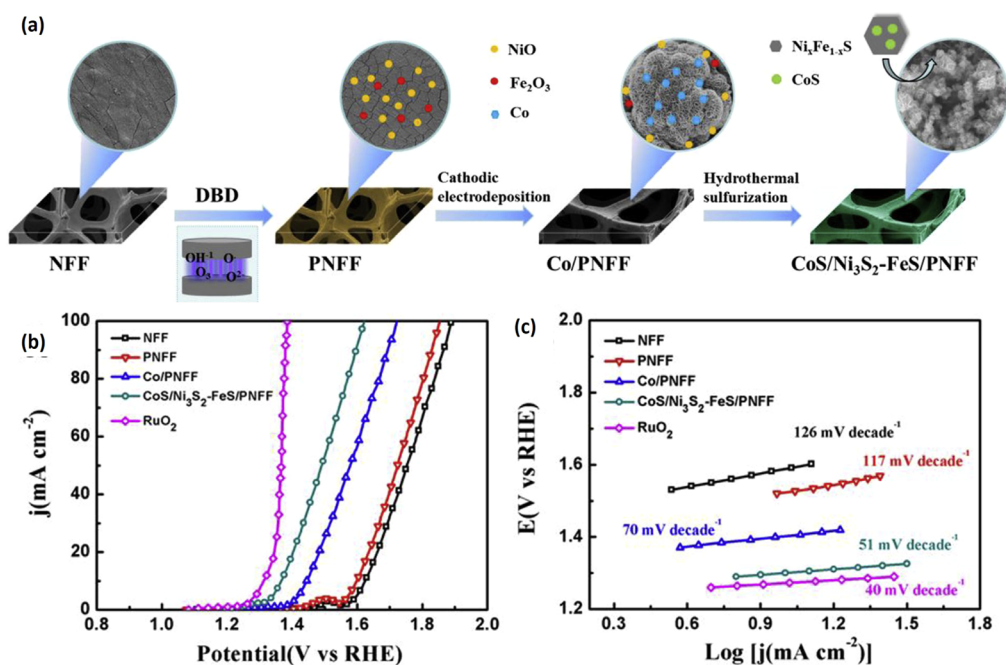 (a)
NiO
Fe₂O₃
Co
NiₓFe₁₋ₓS
CoS
DBD
Cathodic
electrodeposition
Hydrothermal
sulfurization
OH⁻¹ O·
O₃ O²⁻
NFF
PNFF
Co/PNFF
CoS/Ni₃S₂-FeS/PNFF
(b)
100
80
60
40
20
0
j(mA cm⁻²)
NFF
PNFF
Co/PNFF
CoS/Ni₃S₂-FeS/PNFF
RuO₂
0.8 1.0 1.2 1.4 1.6 1.8 2.0
Potential(V vs RHE)
(c)
2.0
1.8
1.6
1.4
1.2
E(V vs RHE)
NFF
PNFF
Co/PNFF
CoS/Ni₃S₂-FeS/PNFF
RuO₂
126 mV decade⁻¹
117 mV decade⁻¹
70 mV decade⁻¹
51 mV decade⁻¹
40 mV decade⁻¹
0.3 0.6 0.9 1.2 1.5 1.8
Log [j(mA cm⁻²)]